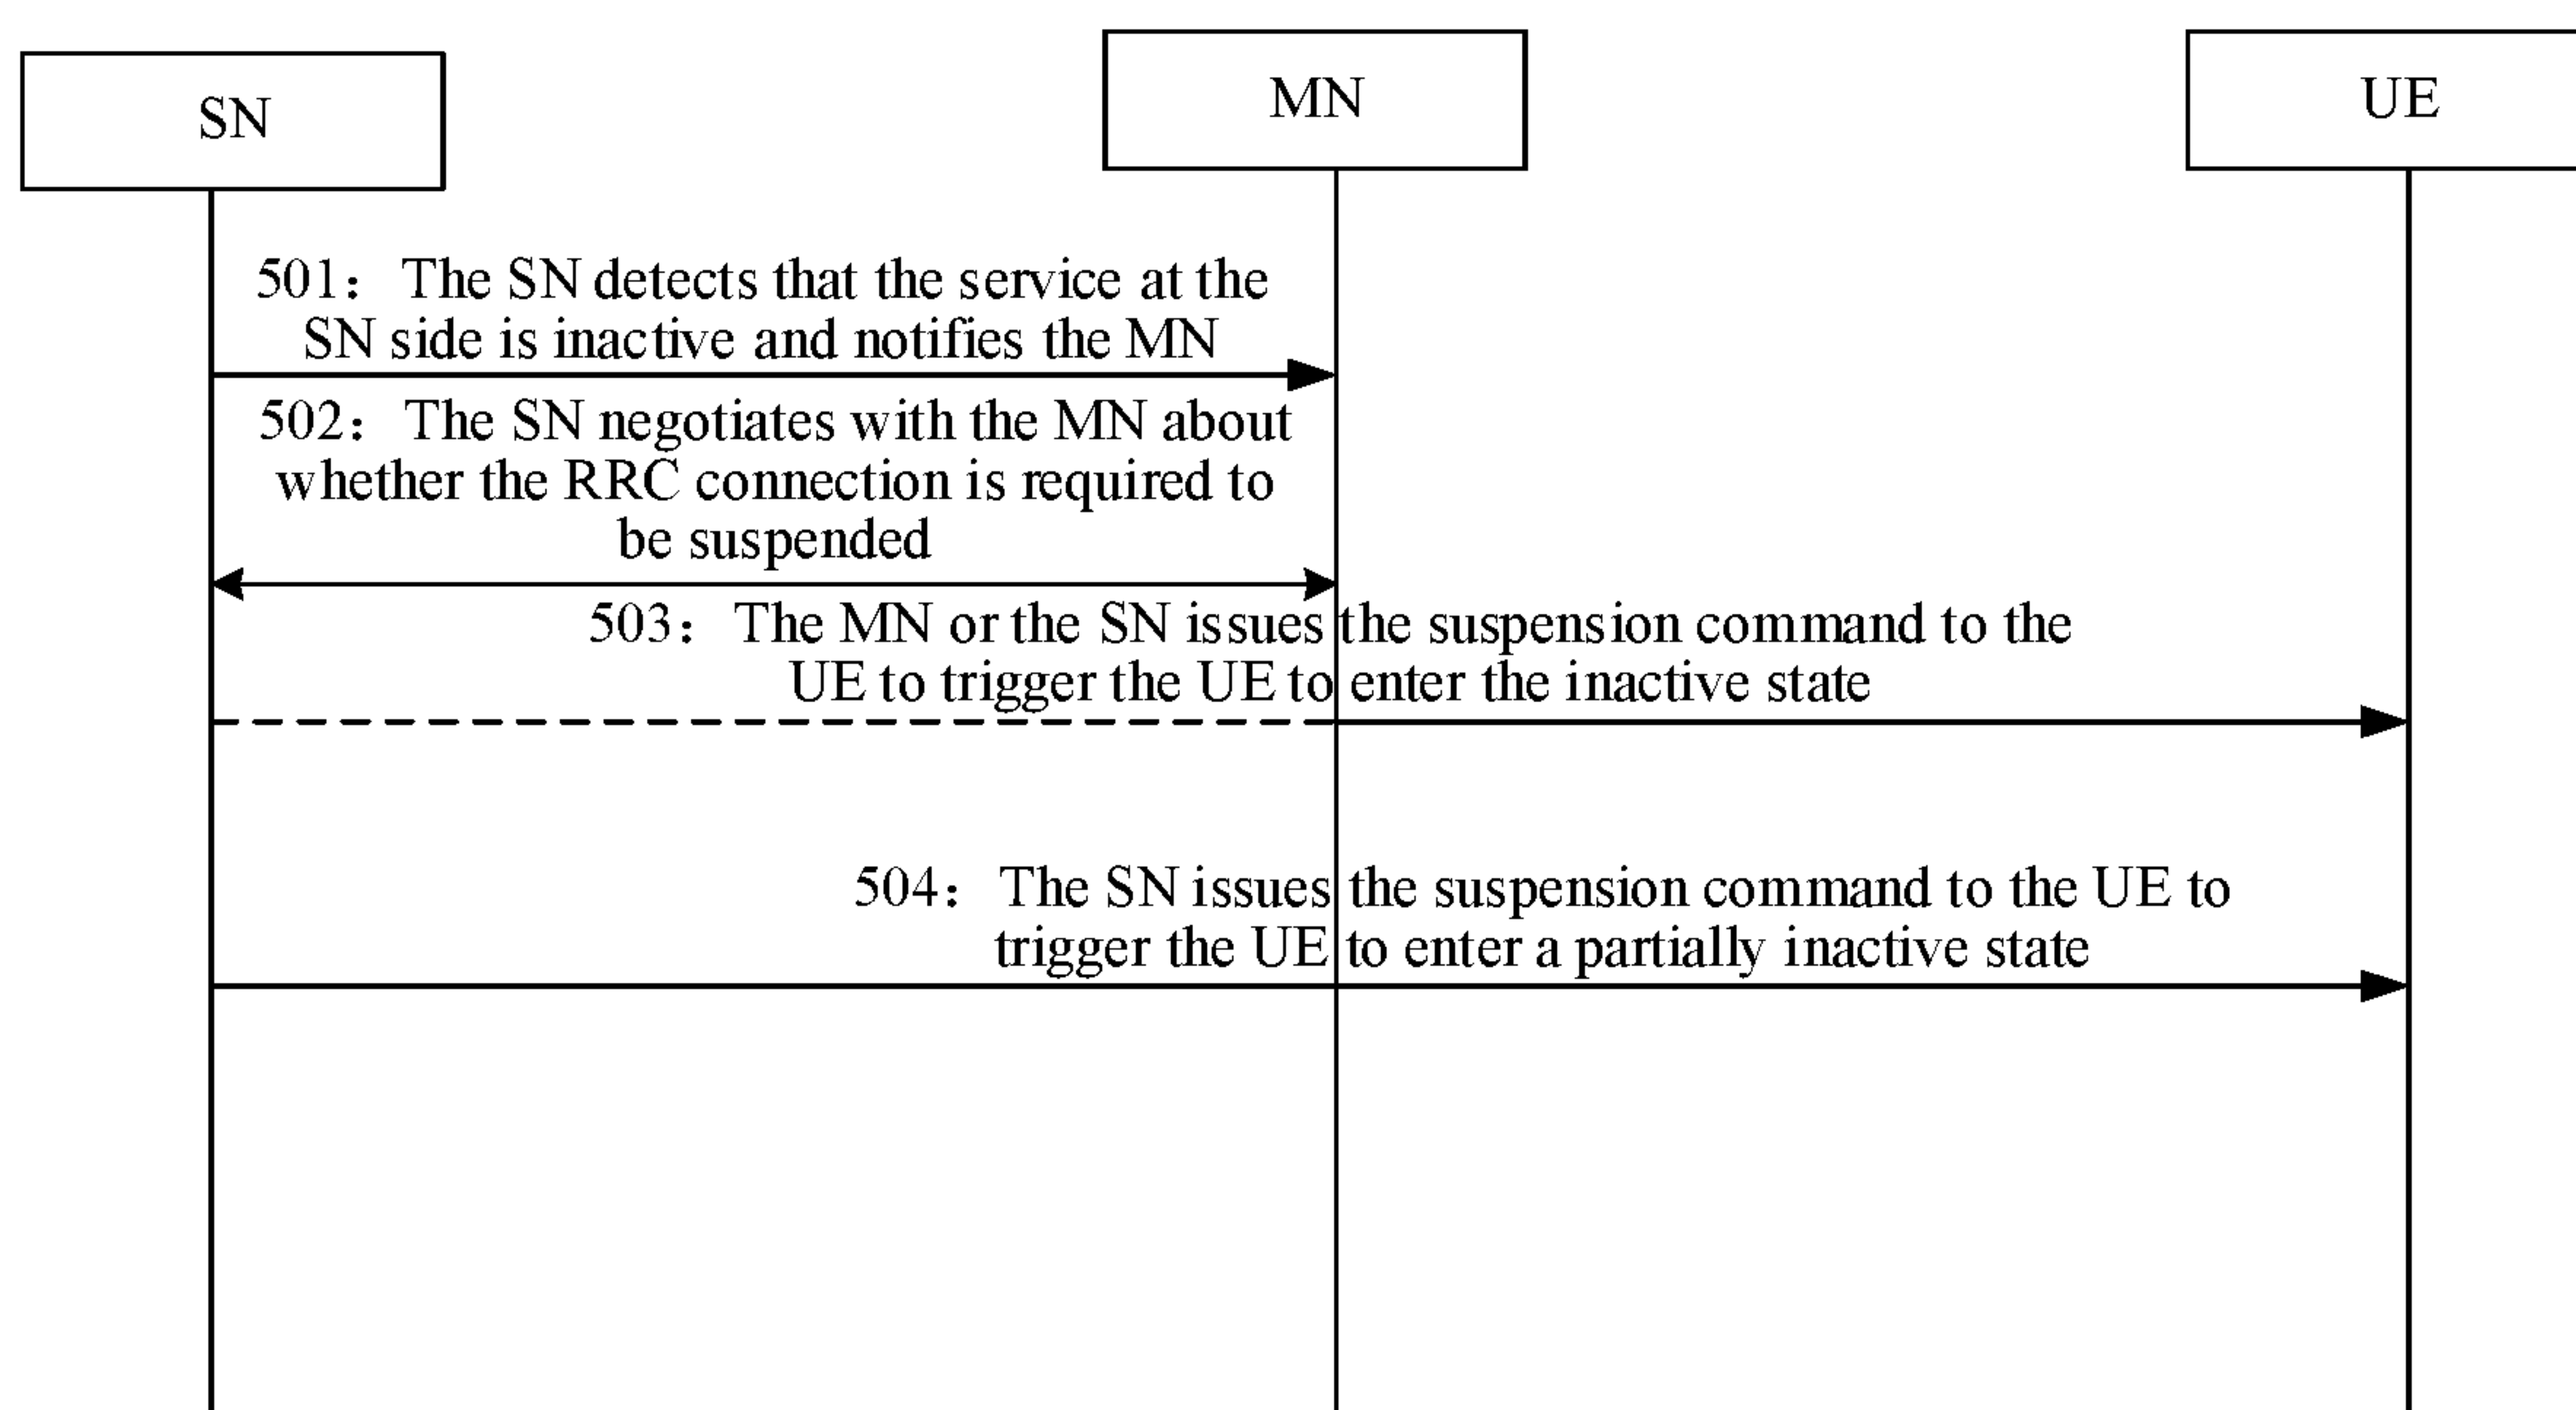 SN
MN
UE
501：The SN detects that the service at the
SN side is inactive and notifies the MN
502：The SN negotiates with the MN about
whether the RRC connection is required to
be suspended
503：The MN or the SN issues the suspension command to the
UE to trigger the UE to enter the inactive state
504：The SN issues the suspension command to the UE to
trigger the UE to enter a partially inactive state